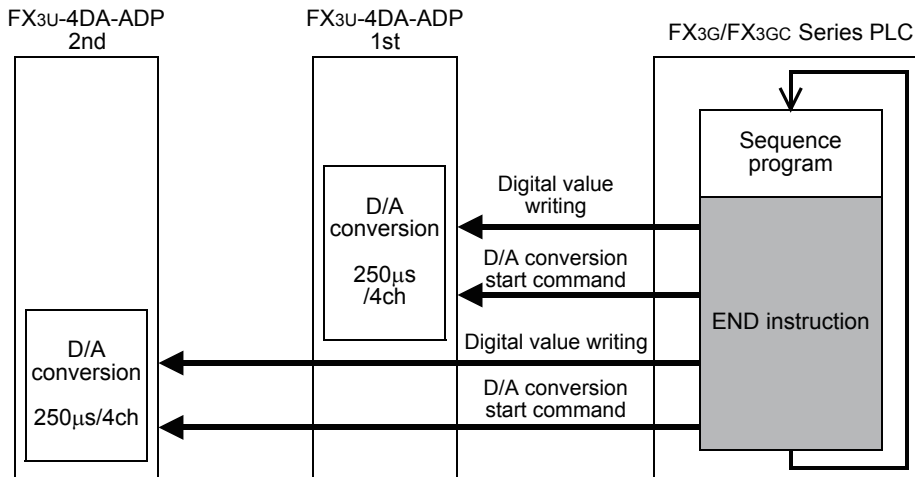 FX3U-4DA-ADP
2nd
FX3U-4DA-ADP
1st
FX3G/FX3GC Series PLC
Sequence
program
Digital value
writing
D/A
conversion
250μs
/4ch
D/A conversion
start command
END instruction
Digital value writing
D/A
conversion
250μs/4ch
D/A conversion
start command